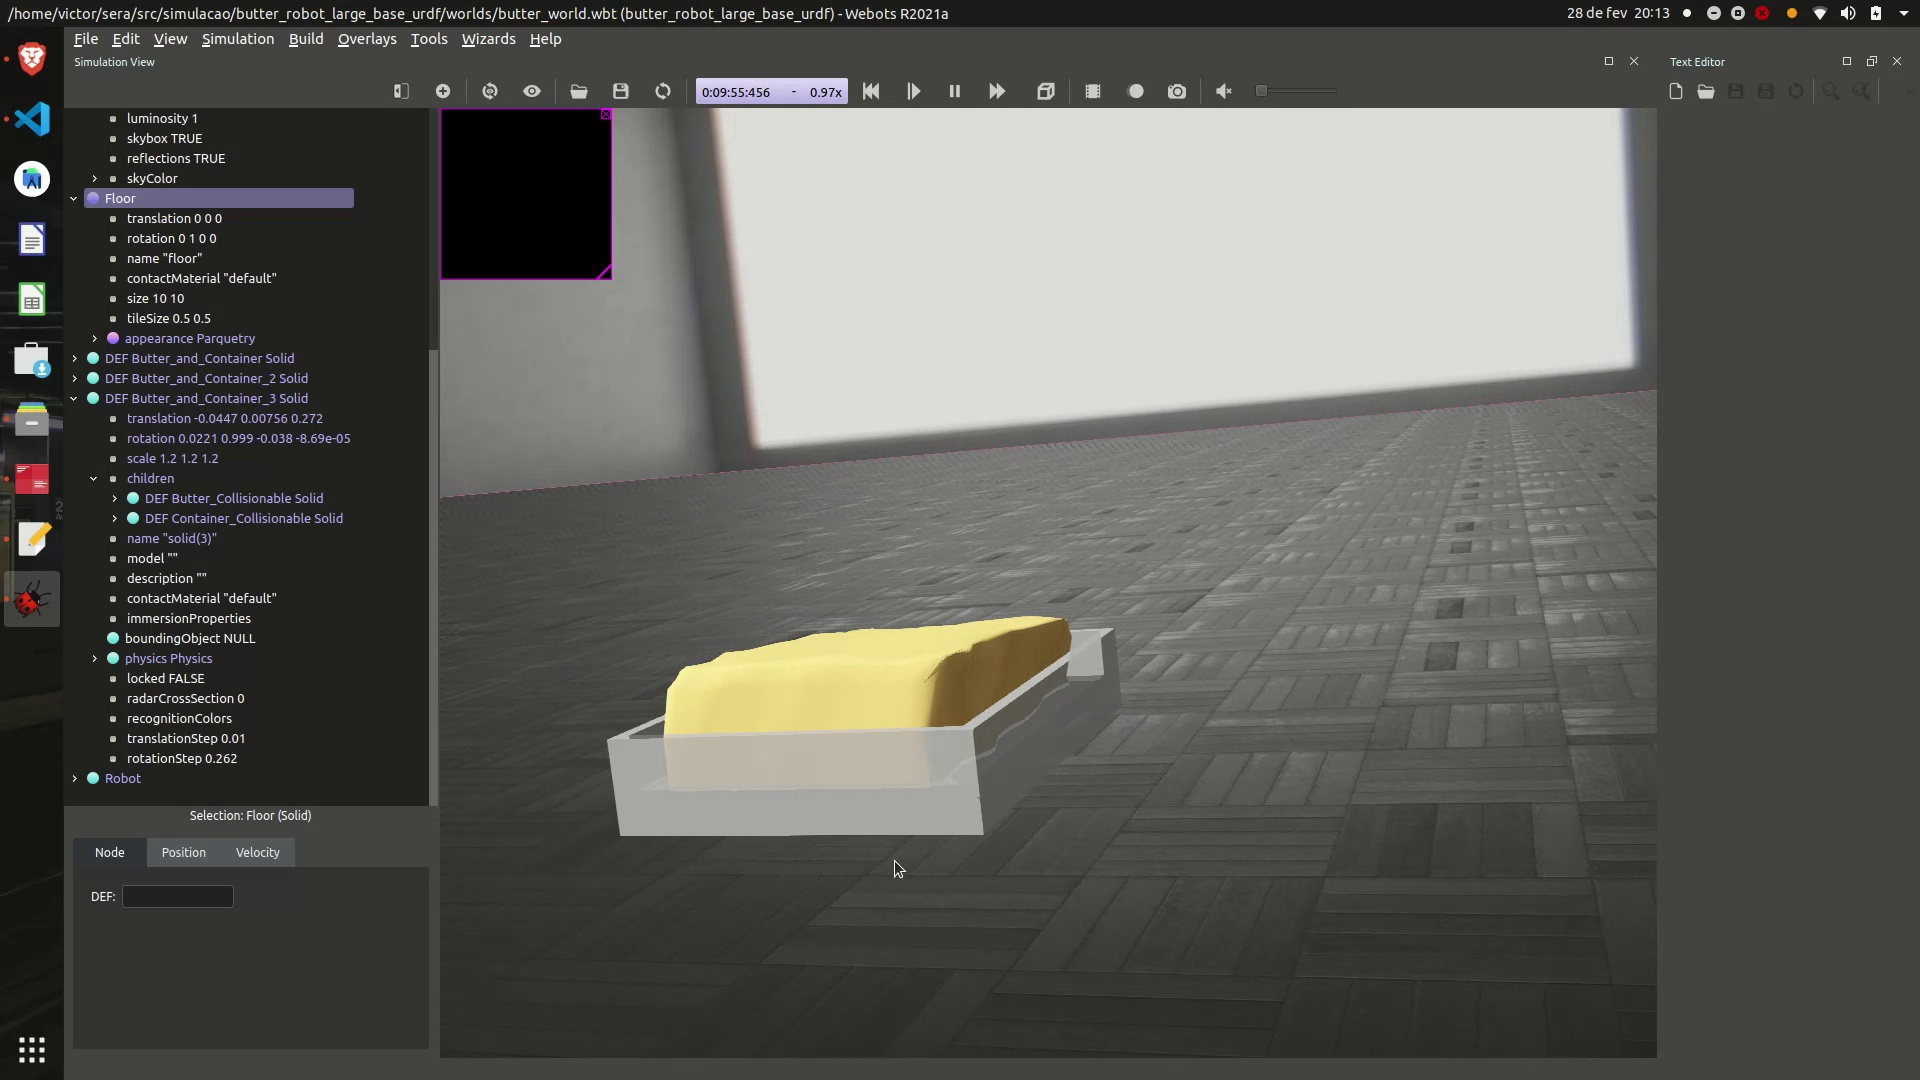 /home/victor/sera/src/simulacao/butter_robot_large_base_urdf/worlds/butter_world.wbt (butter_robot_large_base_urdf) - Webots R2021a
28 de fev 20:13
File Edit View Simulation Build Overlays Tools Wizards Help
Simulation View
Text Editor
0:09:55:456 - 0.97x
luminosity 1
skybox TRUE
reflections TRUE
skyColor
Floor
translation 0 0 0
rotation 0 1 0 0
name "floor"
contactMaterial "default"
size 10 10
tileSize 0.5 0.5
appearance Parquetry
DEF Butter_and_Container Solid
DEF Butter_and_Container_2 Solid
DEF Butter_and_Container_3 Solid
translation -0.0447 0.00756 0.272
rotation 0.0221 0.999 -0.038 -8.69e-05
scale 1.2 1.2 1.2
children
DEF Butter_Collisionable Solid
DEF Container_Collisionable Solid
name "solid(3)"
model ""
description ""
contactMaterial "default"
immersionProperties
boundingObject NULL
physics Physics
locked FALSE
radarCrossSection 0
recognitionColors
translationStep 0.01
rotationStep 0.262
Robot
Selection: Floor (Solid)
Node Position Velocity
DEF: